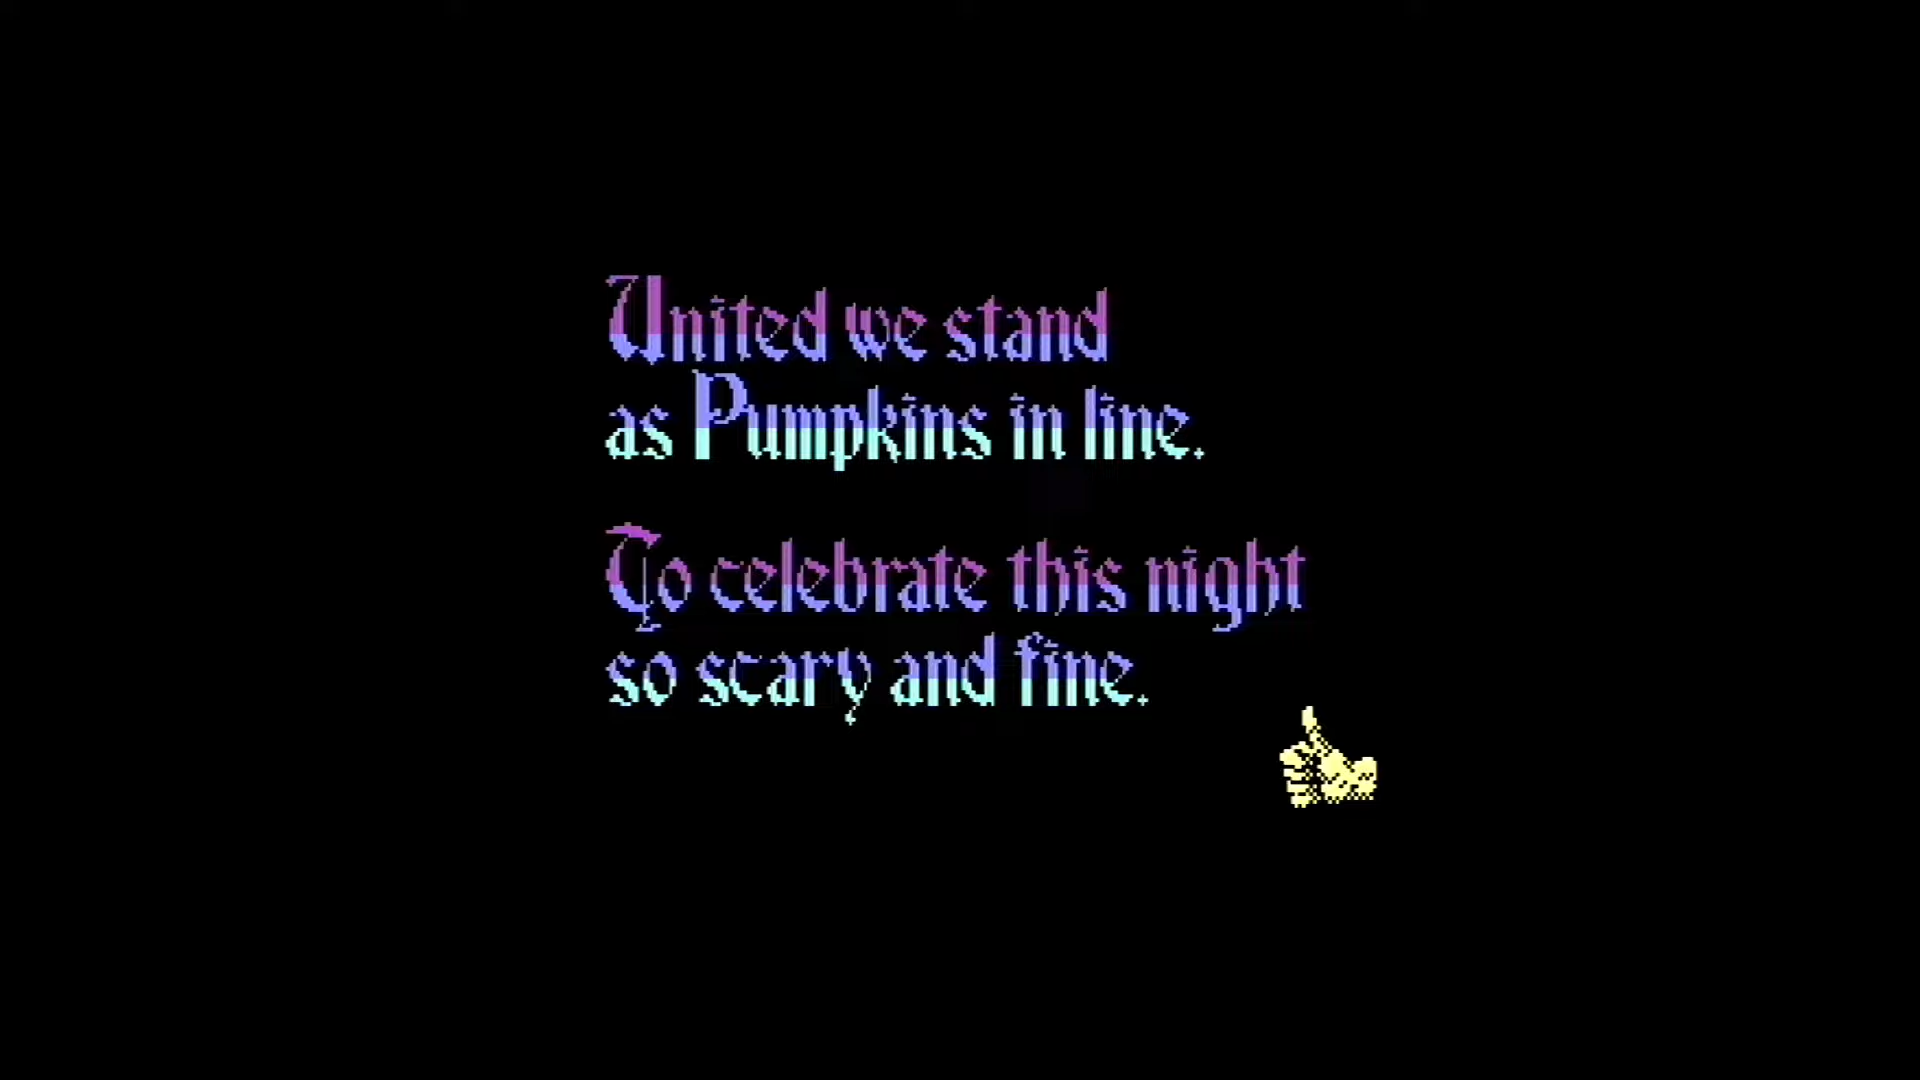 United we stand
as Pumpkins in line.
To celebrate this night
so scary and fine.